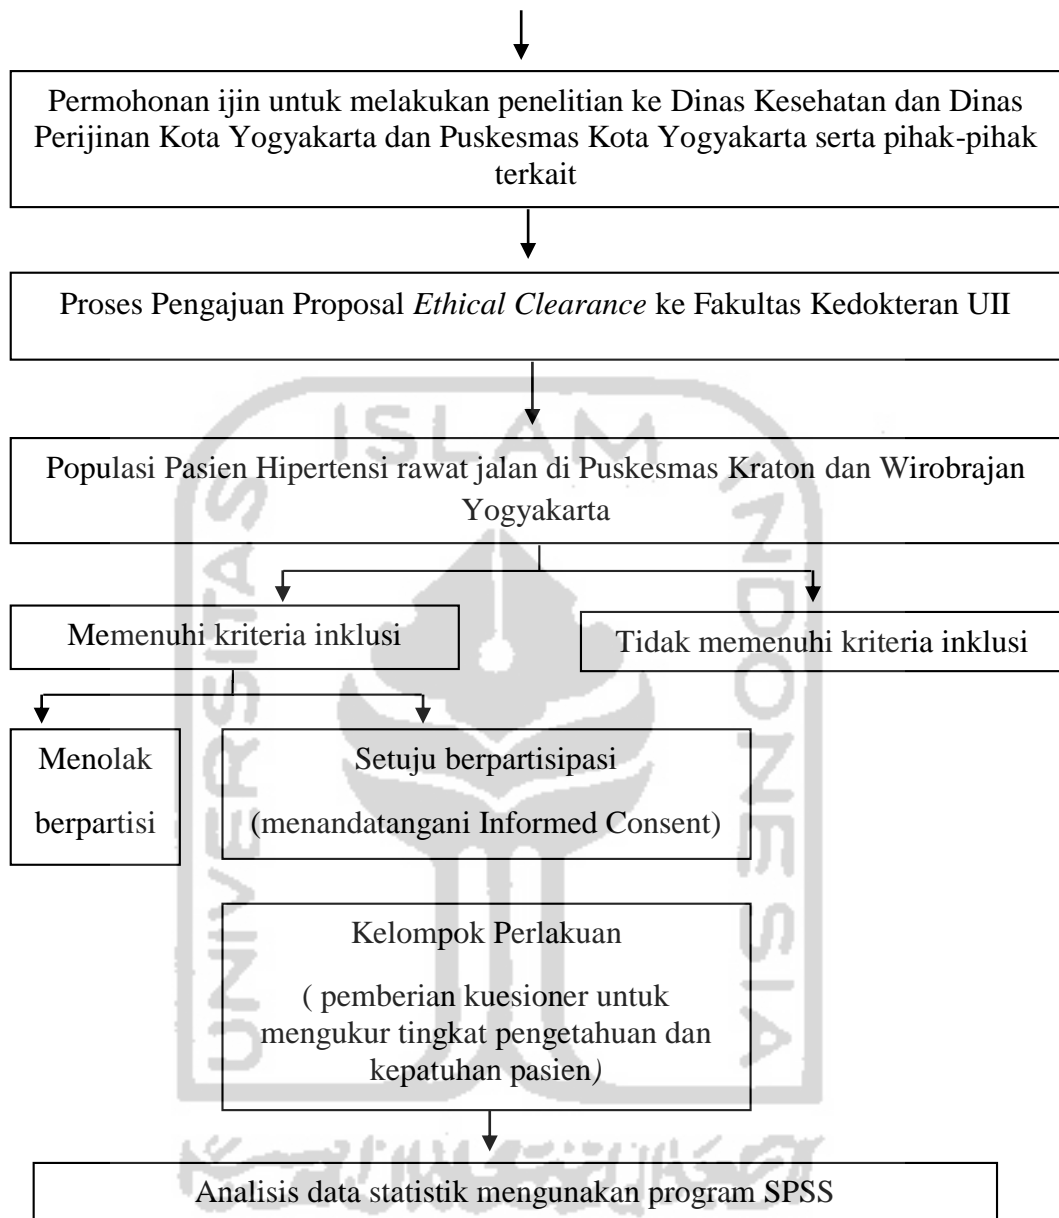 Permohonan ijin untuk melakukan penelitian ke Dinas Kesehatan dan Dinas
Perijinan Kota Yogyakarta dan Puskesmas Kota Yogyakarta serta pihak-pihak
terkait
Proses Pengajuan Proposal Ethical Clearance ke Fakultas Kedokteran UII
ISLAM
UNIVERSITAS
INDONESIA
Populasi Pasien Hipertensi rawat jalan di Puskesmas Kraton dan Wirobrajan
Yogyakarta
Memenuhi kriteria inklusi
Tidak memenuhi kriteria inklusi
Menolak
berpartisi
Setuju berpartisipasi
(menandatangani Informed Consent)
Kelompok Perlakuan
( pemberian kuesioner untuk
mengukur tingkat pengetahuan dan
kepatuhan pasien)
Analisis data statistik mengunakan program SPSS